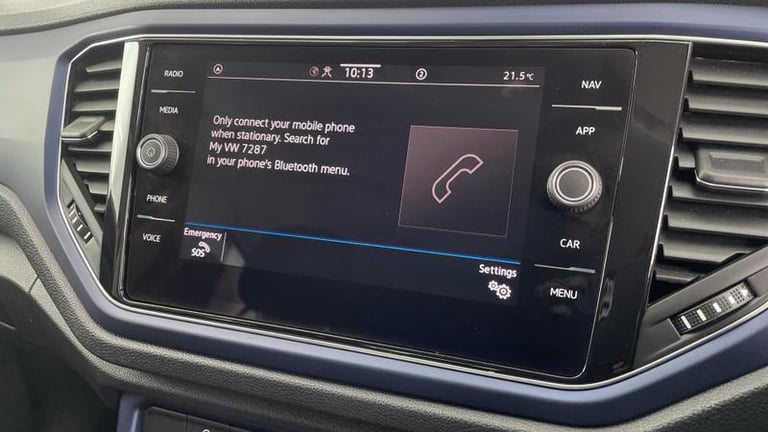 RADIO
MEDIA
PHONE
VOICE
10:13
2
21.5°C
Only connect your mobile phone
when stationary. Search for
My VW 7287
in your phone's Bluetooth menu.
Emergency
SOS
Settings
NAV
APP
CAR
MENU